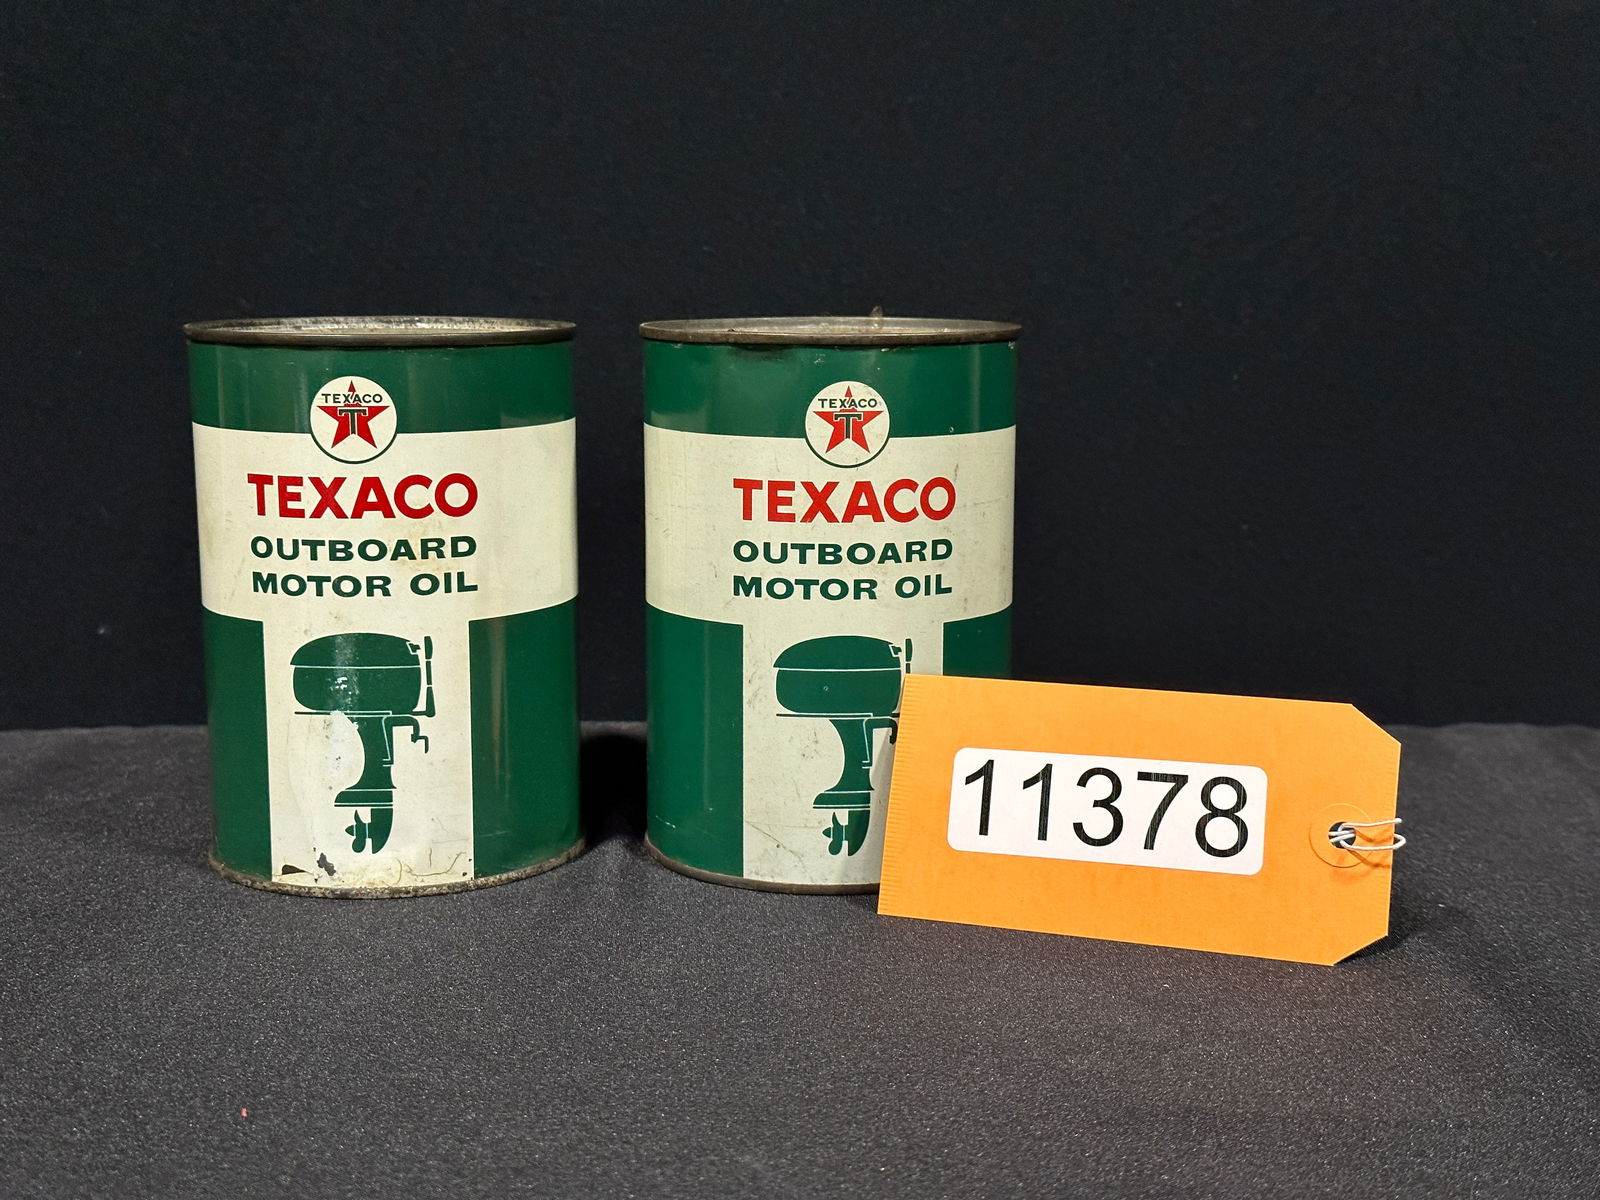 TEXACO
T
TEXACO
OUTBOARD
MOTOR OIL
TEXACO
T
TEXACO
OUTBOARD
MOTOR OIL
11378